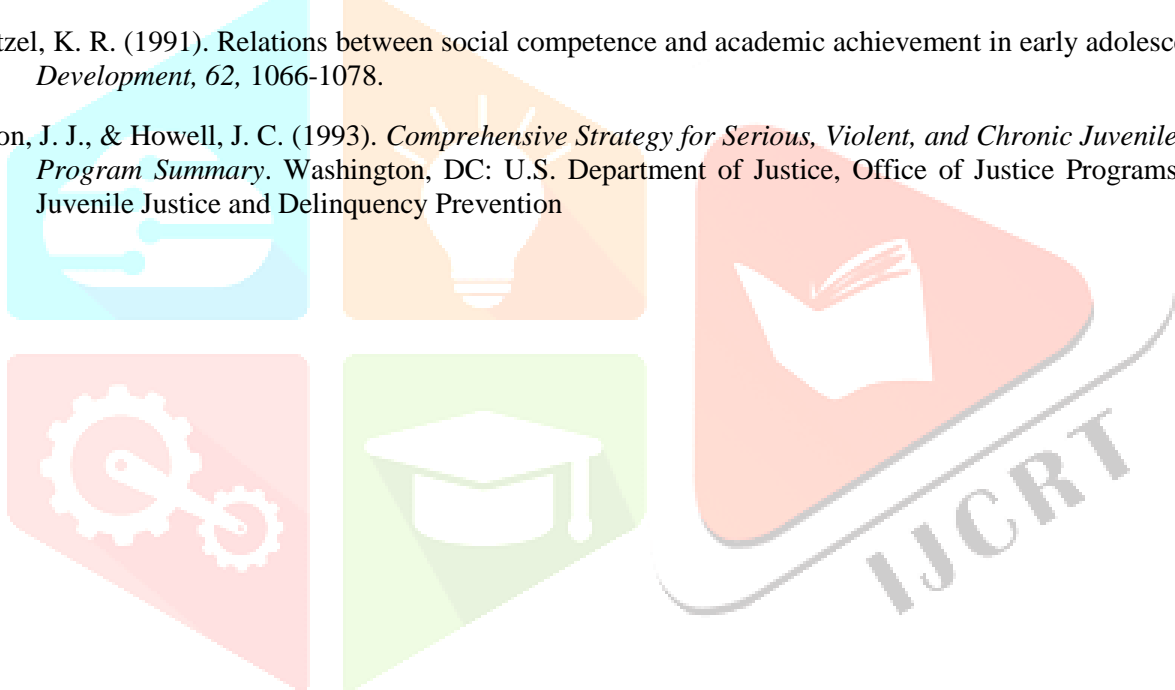 tzel, K. R. (1991). Relations between social competence and academic achievement in early adolesc
Development, 62, 1066-1078.
on, J. J., & Howell, J. C. (1993). Comprehensive Strategy for Serious, Violent, and Chronic Juvenile
Program Summary. Washington, DC: U.S. Department of Justice, Office of Justice Programs
Juvenile Justice and Delinquency Prevention
IJCRT